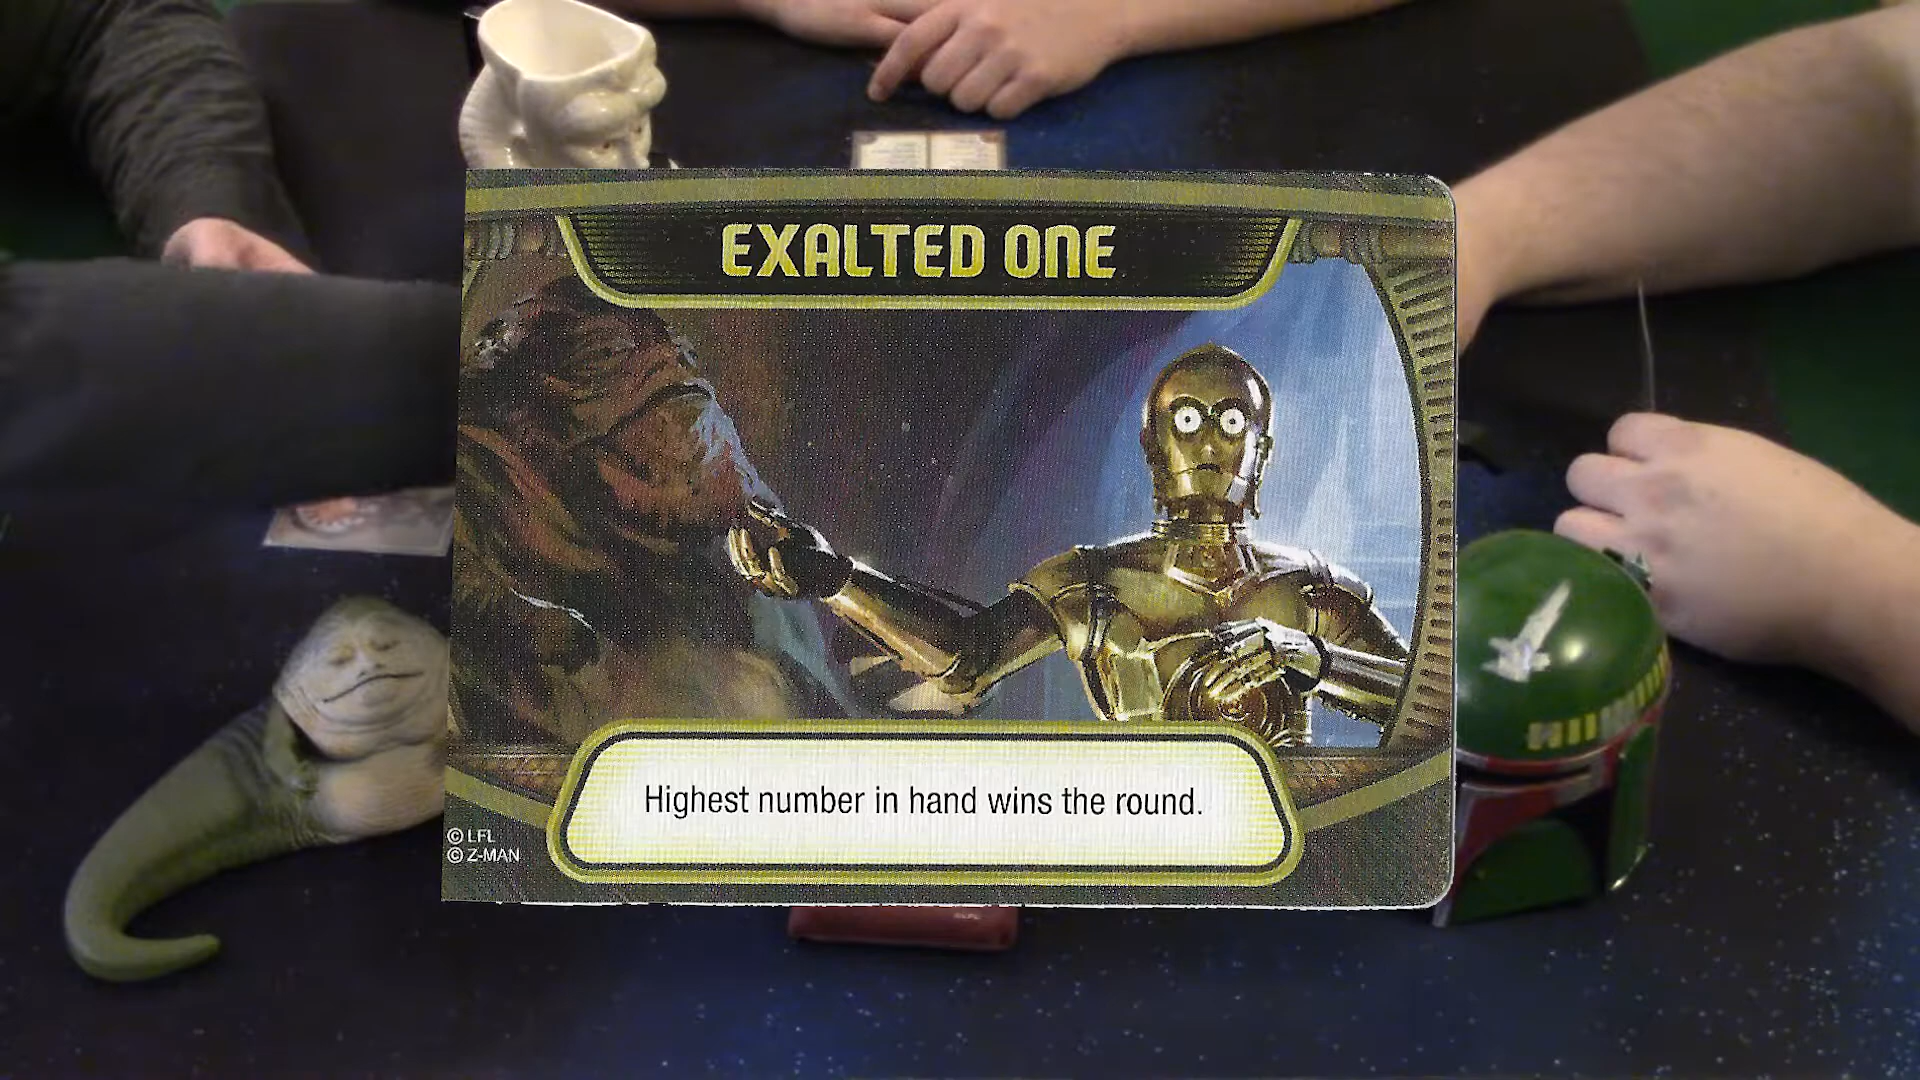 EXALTED ONE
Highest number in hand wins the round.
© LFL
© Z-MAN